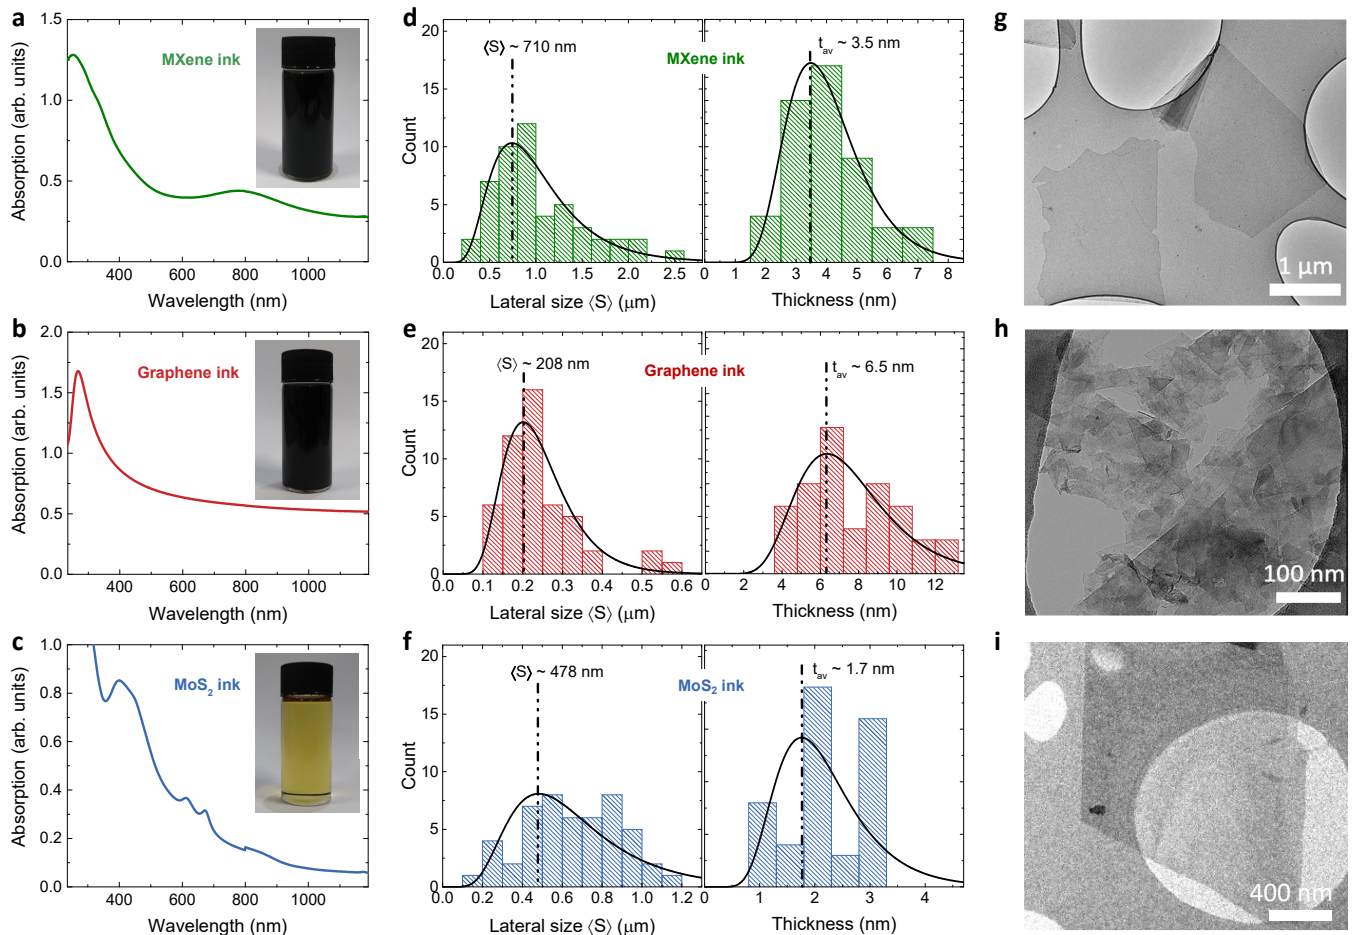 a
Absorption (arb. units)
1.5
1.0
0.5
0.0
MXene ink
400 600 800 1000
Wavelength (nm)
b
Absorption (arb. units)
2.0
1.5
1.0
0.5
0.0
Graphene ink
400 600 800 1000
Wavelength (nm)
c
Absorption (arb. units)
1.0
0.8
0.6
0.4
0.2
0.0
MoS2 ink
400 600 800 1000
Wavelength (nm)
d
Count
20
15
10
5
0
⟨S⟩ ~ 710 nm
MXene ink
tav ~ 3.5 nm
0.0 0.5 1.0 1.5 2.0 2.5
Lateral size ⟨S⟩ (μm)
0 1 2 3 4 5 6 7 8
Thickness (nm)
e
Count
20
15
10
5
0
⟨S⟩ ~ 208 nm
Graphene ink
tav ~ 6.5 nm
0.0 0.1 0.2 0.3 0.4 0.5 0.6
Lateral size ⟨S⟩ (μm)
0 2 4 6 8 10 12
Thickness (nm)
f
Count
20
15
10
5
0
⟨S⟩ ~ 478 nm
MoS2 ink
tav ~ 1.7 nm
0.0 0.2 0.4 0.6 0.8 1.0 1.2
Lateral size ⟨S⟩ (μm)
0 1 2 3 4
Thickness (nm)
g
1 μm
h
100 nm
i
400 nm